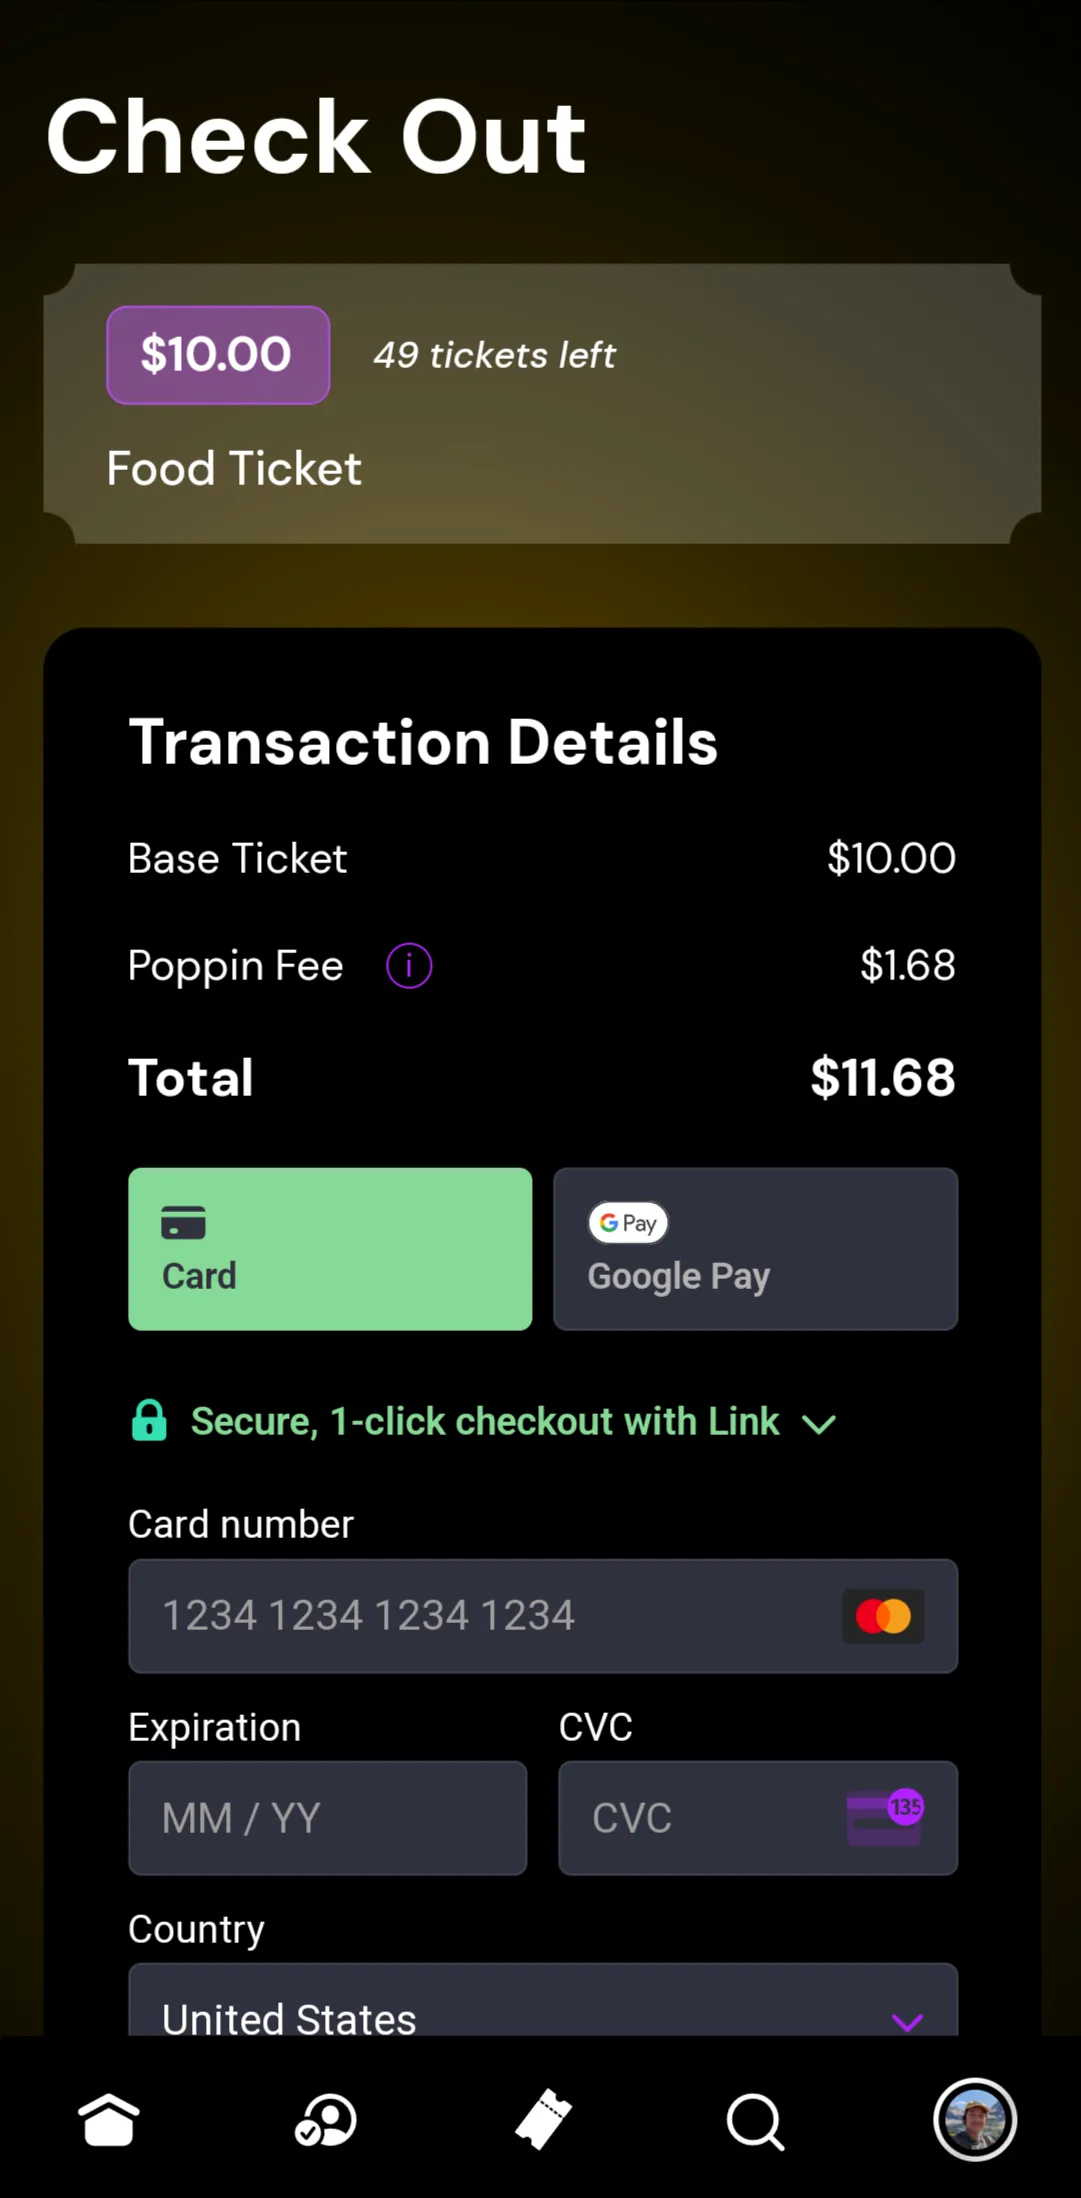 Check Out
$10.00 49 tickets left
Food Ticket
Transaction Details
Base Ticket $10.00
Poppin Fee i $1.68
Total $11.68
G Pay
Card Google Pay
Secure, 1-click checkout with Link
Card number
1234 1234 1234 1234
Expiration CVC
MM / YY CVC 135
Country
United States